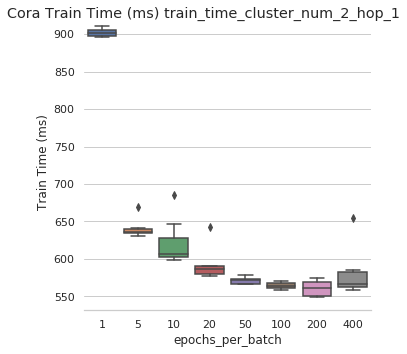 Cora Train Time (ms) train_time_cluster_num_2_hop_1
900
850
800
750
700
650
600
550
Train Time (ms)
1 5 10 20 50 100 200 400
epochs_per_batch